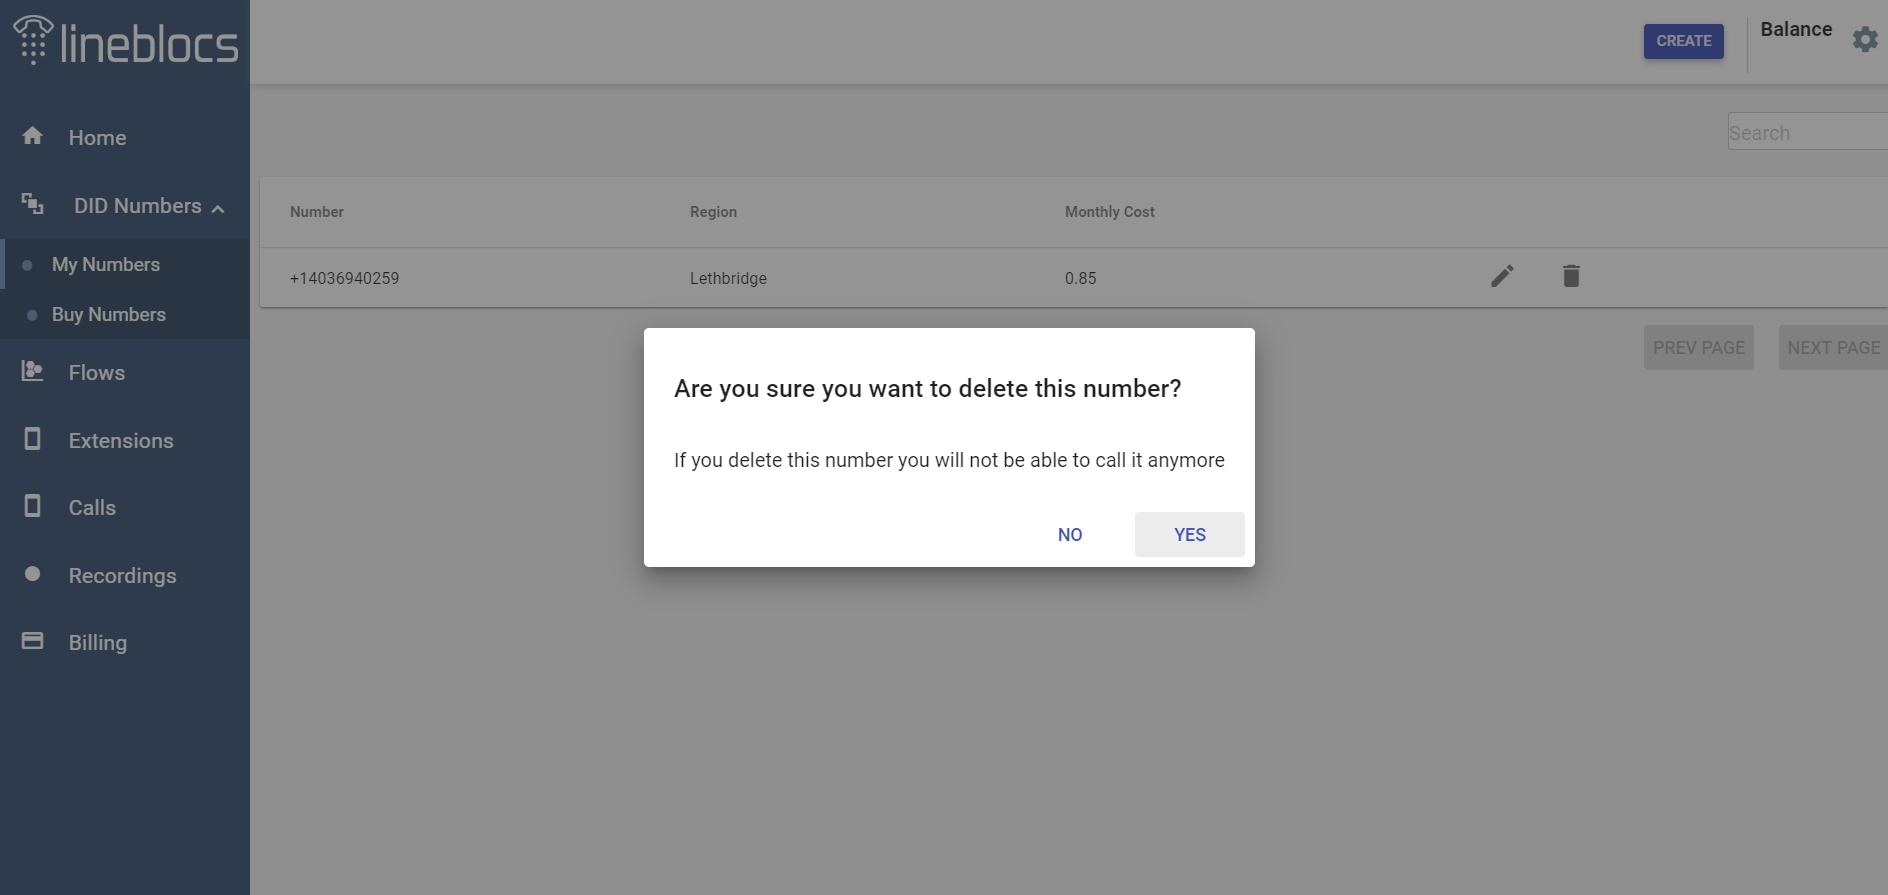 lineblocs
CREATE
Balance
Home
Search
DID Numbers
Number Region Monthly Cost
My Numbers
+14036940259 Lethbridge 0.85
Buy Numbers
PREV PAGE NEXT PAGE
Flows
Are you sure you want to delete this number?
Extensions
If you delete this number you will not be able to call it anymore
Calls
NO YES
Recordings
Billing